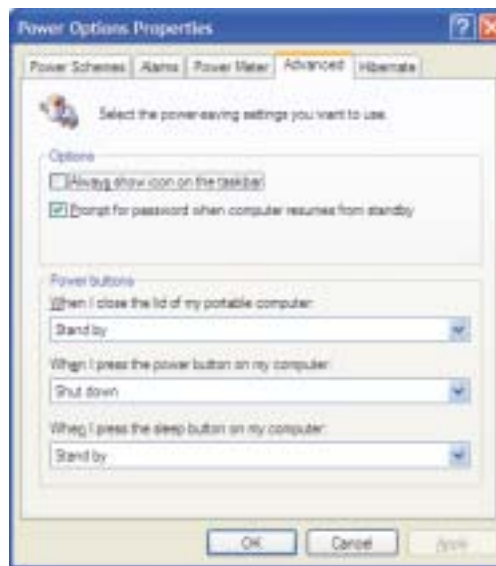 Power Options Properties
Power Schemes Alarms Power Meter Advanced Hibernate
Select the power-saving settings you want to use.
Options
Always show icon on the taskbar
Prompt for password when computer resumes from standby
Power buttons
When I close the lid of my portable computer:
Stand by
When I press the power button on my computer:
Shut down
When I press the sleep button on my computer:
Stand by
OK Cancel Apply